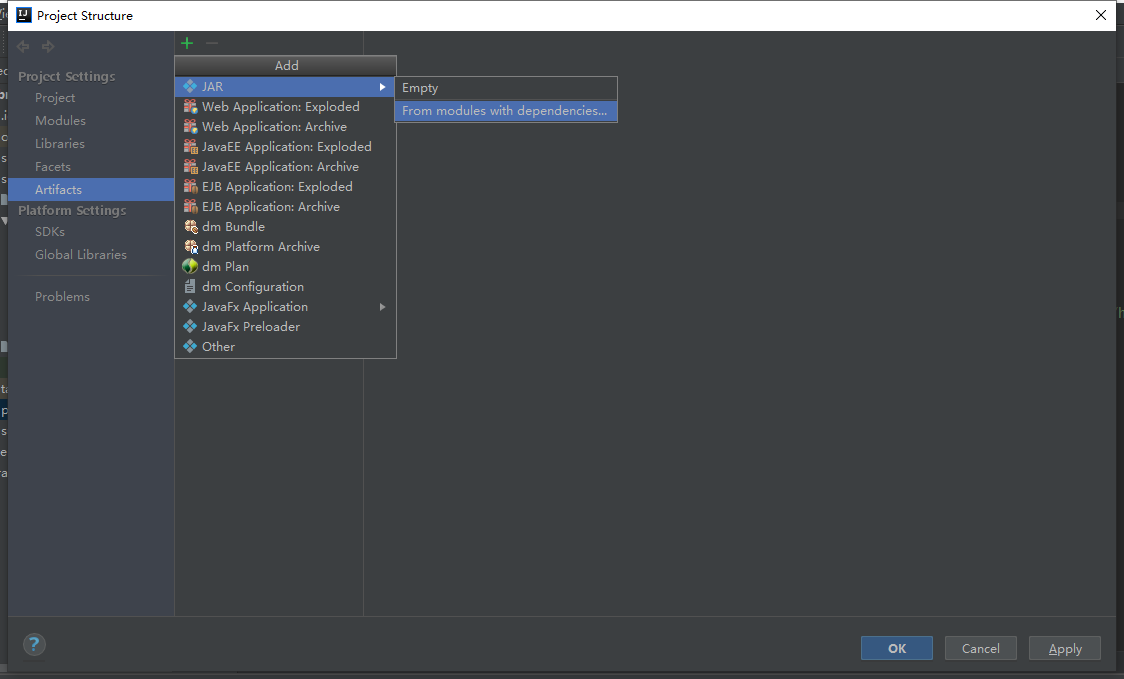 Project Structure
Project Settings
Project
Modules
Libraries
Facets
Artifacts
Platform Settings
SDKs
Global Libraries
Problems
Add
JAR
Web Application: Exploded
Web Application: Archive
JavaEE Application: Exploded
JavaEE Application: Archive
EJB Application: Exploded
EJB Application: Archive
dm Bundle
dm Platform Archive
dm Plan
dm Configuration
JavaFx Application
JavaFx Preloader
Other
Empty
From modules with dependencies...
?
OK
Cancel
Apply